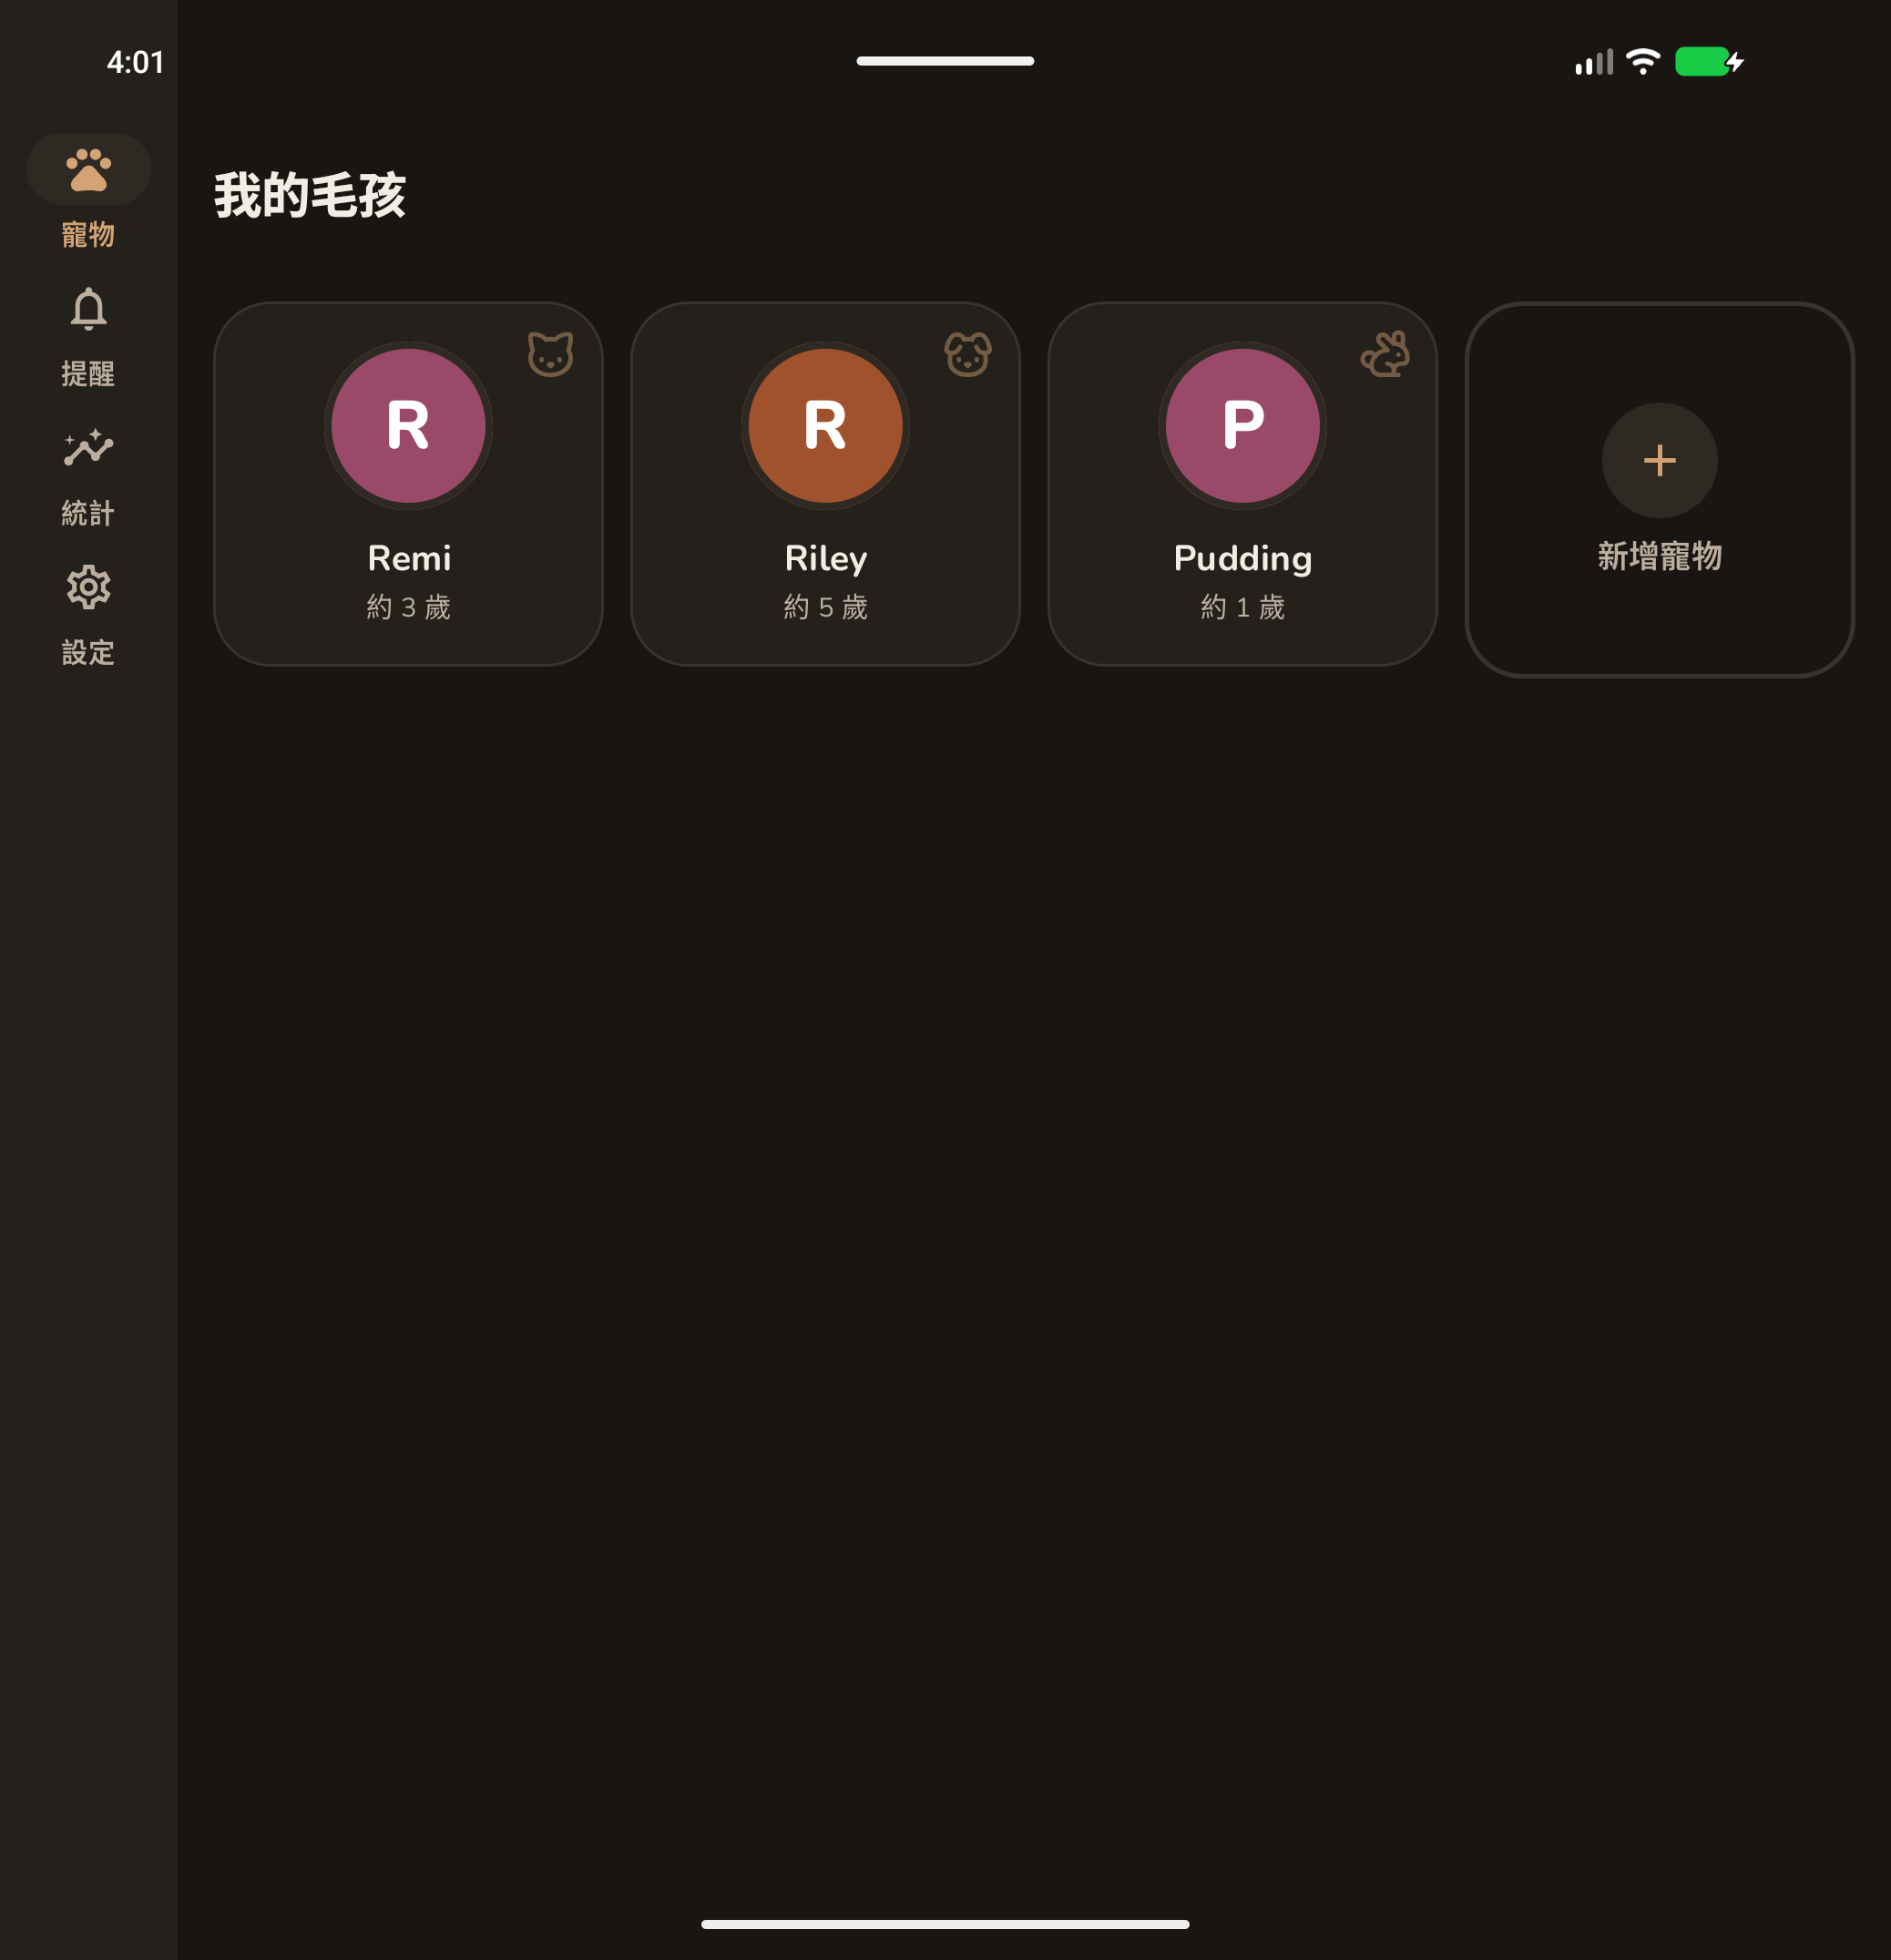 4:01
寵物
提醒
統計
設定
我的毛孩
R
Remi
約 3 歲
R
Riley
約 5 歲
P
Pudding
約 1 歲
新增寵物